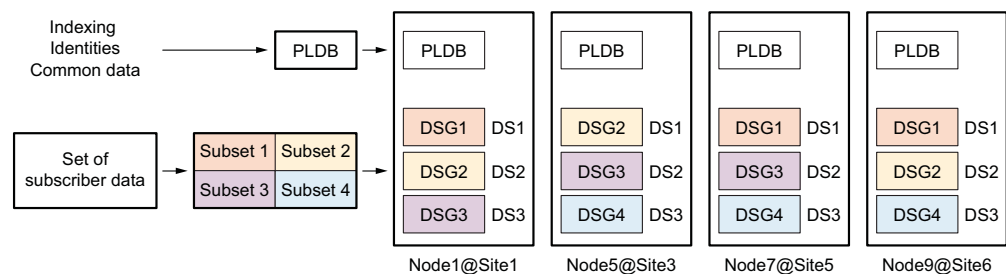 Indexing
Identities
Common data
PLDB
Set of
subscriber data
Subset 1 Subset 2
Subset 3 Subset 4
PLDB
DSG1 DS1
DSG2 DS2
DSG3 DS3
Node1@Site1
PLDB
DSG2 DS1
DSG3 DS2
DSG4 DS3
Node5@Site3
PLDB
DSG1 DS1
DSG3 DS2
DSG4 DS3
Node7@Site5
PLDB
DSG1 DS1
DSG2 DS2
DSG4 DS3
Node9@Site6